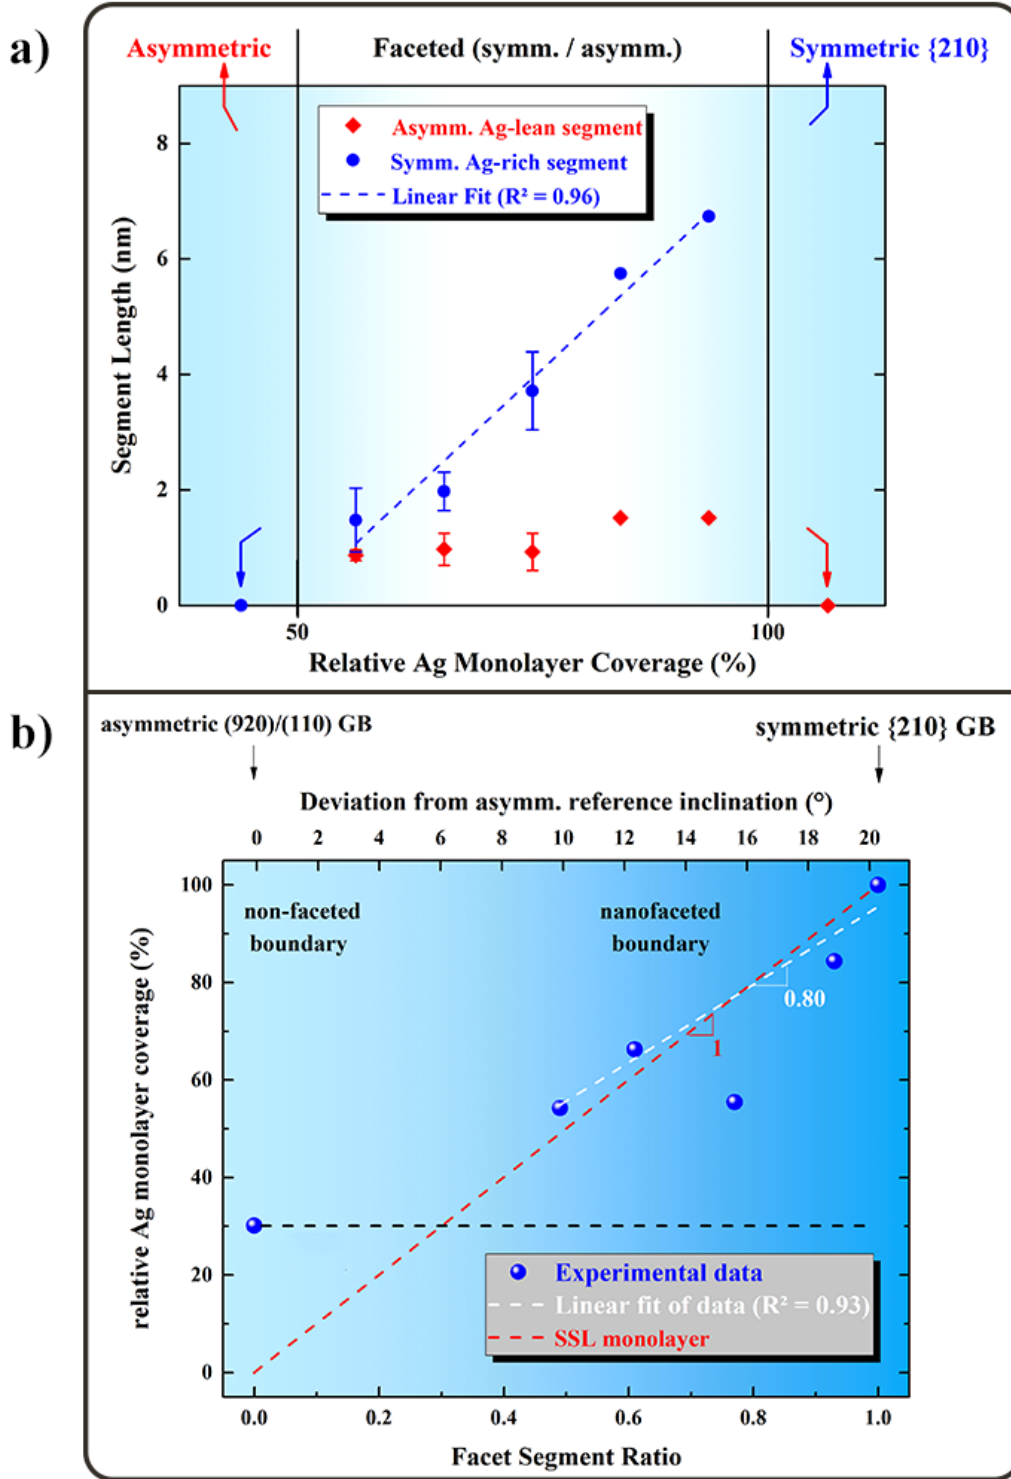 a)
Asymmetric
Faceted (symm. / asymm.)
Symmetric {210}
Asymm. Ag-lean segment
Symm. Ag-rich segment
Linear Fit (R² = 0.96)
Segment Length (nm)
8
6
4
2
0
50
100
Relative Ag Monolayer Coverage (%)
b)
asymmetric (920)/(110) GB
symmetric {210} GB
Deviation from asymm. reference inclination (°)
0 2 4 6 8 10 12 14 16 18 20
relative Ag monolayer coverage (%)
100
80
60
40
20
0
non-faceted
boundary
nanofaceted
boundary
0.80
1
Experimental data
Linear fit of data (R² = 0.93)
SSL monolayer
0.0 0.2 0.4 0.6 0.8 1.0
Facet Segment Ratio